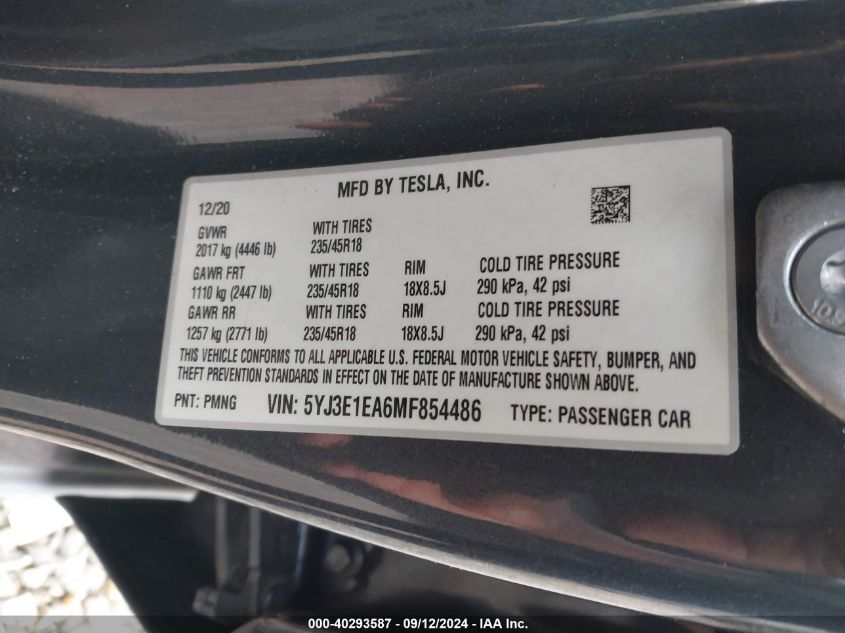 MFD BY TESLA, INC.
12/20
GVWR WITH TIRES
2017 kg (4446 lb) 235/45R18
GAWR FRT WITH TIRES RIM COLD TIRE PRESSURE
1110 kg (2447 lb) 235/45R18 18X8.5J 290 kPa, 42 psi
GAWR RR WITH TIRES RIM COLD TIRE PRESSURE
1257 kg (2771 lb) 235/45R18 18X8.5J 290 kPa, 42 psi
THIS VEHICLE CONFORMS TO ALL APPLICABLE U.S. FEDERAL MOTOR VEHICLE SAFETY, BUMPER, AND
THEFT PREVENTION STANDARDS IN EFFECT ON THE DATE OF MANUFACTURE SHOWN ABOVE.
PNT: PMNG VIN: 5YJ3E1EA6MF854486 TYPE: PASSENGER CAR
000-40293587 - 09/12/2024 - IAA Inc.